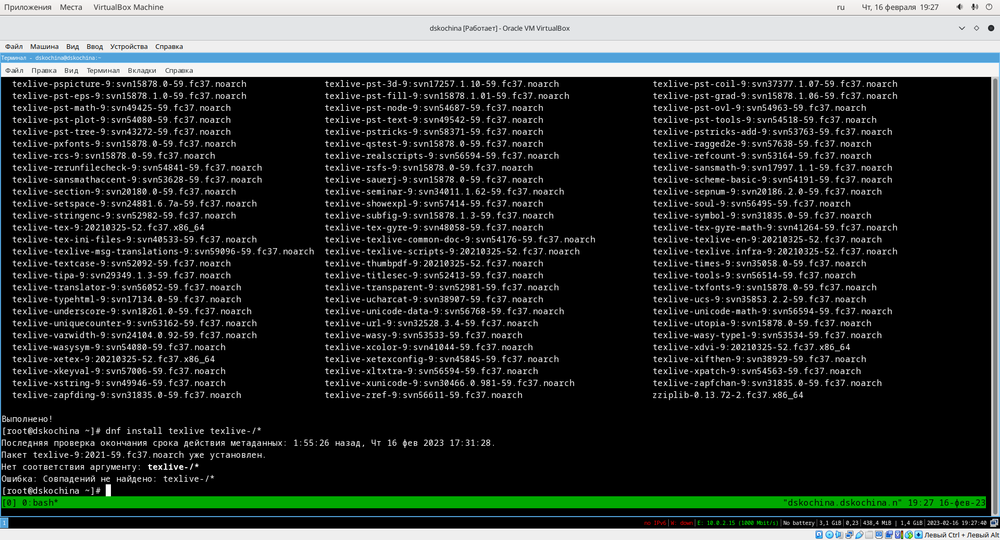 Приложения Места VirtualBox Machine ru Чт, 16 февраля 19:27
dskochina [Работает] - Oracle VM VirtualBox
Файл Машина Вид Ввод Устройства Справка
Терминал - dskochina@dskochina:~
Файл Правка Вид Терминал Вкладки Справка
texlive-pspicture-9:svn15878.0-59.fc37.noarch texlive-pst-3d-9:svn17257.1.10-59.fc37.noarch texlive-pst-coil-9:svn37377.1.07-59.fc37.noarch
texlive-pst-eps-9:svn15878.1.0-59.fc37.noarch texlive-pst-fill-9:svn15878.1.01-59.fc37.noarch texlive-pst-grad-9:svn15878.1.06-59.fc37.noarch
texlive-pst-math-9:svn49425-59.fc37.noarch texlive-pst-node-9:svn54687-59.fc37.noarch texlive-pst-ovl-9:svn54963-59.fc37.noarch
texlive-pst-plot-9:svn54080-59.fc37.noarch texlive-pst-text-9:svn49542-59.fc37.noarch texlive-pst-tools-9:svn54518-59.fc37.noarch
texlive-pst-tree-9:svn43272-59.fc37.noarch texlive-pstricks-9:svn58371-59.fc37.noarch texlive-pstricks-add-9:svn53763-59.fc37.noarch
texlive-pxfonts-9:svn15878.0-59.fc37.noarch texlive-qstest-9:svn15878.0-59.fc37.noarch texlive-ragged2e-9:svn57638-59.fc37.noarch
texlive-rcs-9:svn15878.0-59.fc37.noarch texlive-realscripts-9:svn56594-59.fc37.noarch texlive-refcount-9:svn53164-59.fc37.noarch
texlive-rerunfilecheck-9:svn54841-59.fc37.noarch texlive-rsfs-9:svn15878.0-59.fc37.noarch texlive-sansmath-9:svn17997.1.1-59.fc37.noarch
texlive-sansmathaccent-9:svn53628-59.fc37.noarch texlive-sauerj-9:svn15878.0-59.fc37.noarch texlive-scheme-basic-9:svn54191-59.fc37.noarch
texlive-section-9:svn20180.0-59.fc37.noarch texlive-seminar-9:svn34011.1.62-59.fc37.noarch texlive-sepnum-9:svn20186.2.0-59.fc37.noarch
texlive-setspace-9:svn24881.6.7a-59.fc37.noarch texlive-showexpl-9:svn57414-59.fc37.noarch texlive-soul-9:svn56495-59.fc37.noarch
texlive-stringenc-9:svn52982-59.fc37.noarch texlive-subfig-9:svn15878.1.3-59.fc37.noarch texlive-symbol-9:svn31835.0-59.fc37.noarch
texlive-tex-9:20210325-52.fc37.x86_64 texlive-tex-gyre-9:svn48058-59.fc37.noarch texlive-tex-gyre-math-9:svn41264-59.fc37.noarch
texlive-tex-ini-files-9:svn40533-59.fc37.noarch texlive-texlive-common-doc-9:svn54176-59.fc37.noarch texlive-texlive-en-9:20210325-52.fc37.noarch
texlive-texlive-msg-translations-9:svn59096-59.fc37.noarch texlive-texlive-scripts-9:20210325-52.fc37.noarch texlive-texlive.infra-9:20210325-52.fc37.noarch
texlive-textcase-9:svn52092-59.fc37.noarch texlive-thumbpdf-9:20210325-52.fc37.noarch texlive-times-9:svn35058.0-59.fc37.noarch
texlive-tipa-9:svn29349.1.3-59.fc37.noarch texlive-titlesec-9:svn52413-59.fc37.noarch texlive-tools-9:svn56514-59.fc37.noarch
texlive-translator-9:svn56052-59.fc37.noarch texlive-transparent-9:svn52981-59.fc37.noarch texlive-txfonts-9:svn15878.0-59.fc37.noarch
texlive-typehtml-9:svn17134.0-59.fc37.noarch texlive-ucharcat-9:svn38907-59.fc37.noarch texlive-ucs-9:svn35853.2.2-59.fc37.noarch
texlive-underscore-9:svn18261.0-59.fc37.noarch texlive-unicode-data-9:svn56768-59.fc37.noarch texlive-unicode-math-9:svn56594-59.fc37.noarch
texlive-uniquecounter-9:svn53162-59.fc37.noarch texlive-url-9:svn32528.3.4-59.fc37.noarch texlive-utopia-9:svn15878.0-59.fc37.noarch
texlive-varwidth-9:svn24104.0.92-59.fc37.noarch texlive-wasy-9:svn53533-59.fc37.noarch texlive-wasy-type1-9:svn53534-59.fc37.noarch
texlive-wasysym-9:svn54080-59.fc37.noarch texlive-xcolor-9:svn41044-59.fc37.noarch texlive-xdvi-9:20210325-52.fc37.x86_64
texlive-xetex-9:20210325-52.fc37.x86_64 texlive-xetexconfig-9:svn45845-59.fc37.noarch texlive-xifthen-9:svn38929-59.fc37.noarch
texlive-xkeyval-9:svn57006-59.fc37.noarch texlive-xltxtra-9:svn56594-59.fc37.noarch texlive-xpatch-9:svn54563-59.fc37.noarch
texlive-xstring-9:svn49946-59.fc37.noarch texlive-xunicode-9:svn30466.0.981-59.fc37.noarch texlive-zapfchan-9:svn31835.0-59.fc37.noarch
texlive-zapfding-9:svn31835.0-59.fc37.noarch texlive-zref-9:svn56611-59.fc37.noarch zziplib-0.13.72-2.fc37.x86_64
Выполнено!
[root@dskochina ~]# dnf install texlive texlive-/*
Последняя проверка окончания срока действия метаданных: 1:55:26 назад, Чт 16 фев 2023 17:31:28.
Пакет texlive-9:2021-59.fc37.noarch уже установлен.
Нет соответствия аргументу: texlive-/*
Ошибка: Совпадений не найдено: texlive-/*
[root@dskochina ~]#
[0] 0:bash* "dskochina.dskochina.n" 19:27 16-фев-23
1 no IPv6 | W: down | E: 10.0.2.15 (1000 Mbit/s) | No battery | 3,1 GiB | 0,23 | 438,4 MiB | 1,4 GiB | 2023-02-16 19:27:40
Левый Ctrl + Левый Alt